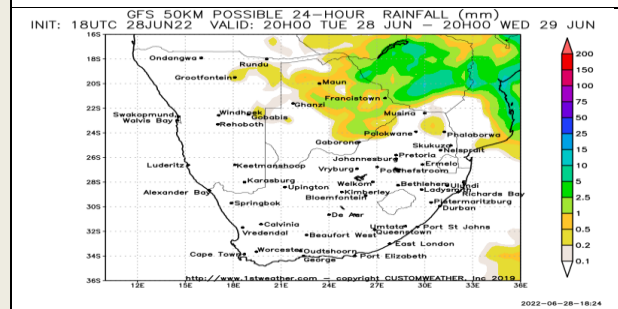 GFS 50KM POSSIBLE 24-HOUR RAINFALL (mm)
INIT: 18UTC 28JUN22 VALID: 20H00 TUE 28 JUN - 20H00 WED 29 JUN
16S
18S
20S
22S
24S
26S
28S
30S
32S
34S
36S
Ondangwa
Rundu
Grootfontein
Maun
Francistown
Ghanzi
Windhoek
Gobabis
Swakopmund
Walvis Bay
Rehoboth
Musina
Polokwane
Phalaborwa
Gaborone
Skukuza
Nelspruit
Johannesburg
Pretoria
Luderitz
Keetmanshoop
Vryburg
Ermelo
Karasburg
Upington
Welkom
Kimberley
Bethlehem
Ulundi
Ladysmith
Richards Bay
Alexander Bay
Bloemfontein
Springbok
Pietermaritzburg
Durban
De Aar
Calvinia
Vredendal
Beaufort West
Umtata
Port St Johns
Queenstown
East London
Cape Town
Worcester
Oudtshoorn
George
Port Elizabeth
http://www.1stweather.com - copyright CUSTOMWEATHER, Inc 2019
12E
15E
18E
21E
24E
27E
30E
33E
36E
200
150
100
75
50
25
15
10
5
2.5
1
0.5
0.2
0.1
2022-06-28-18:24